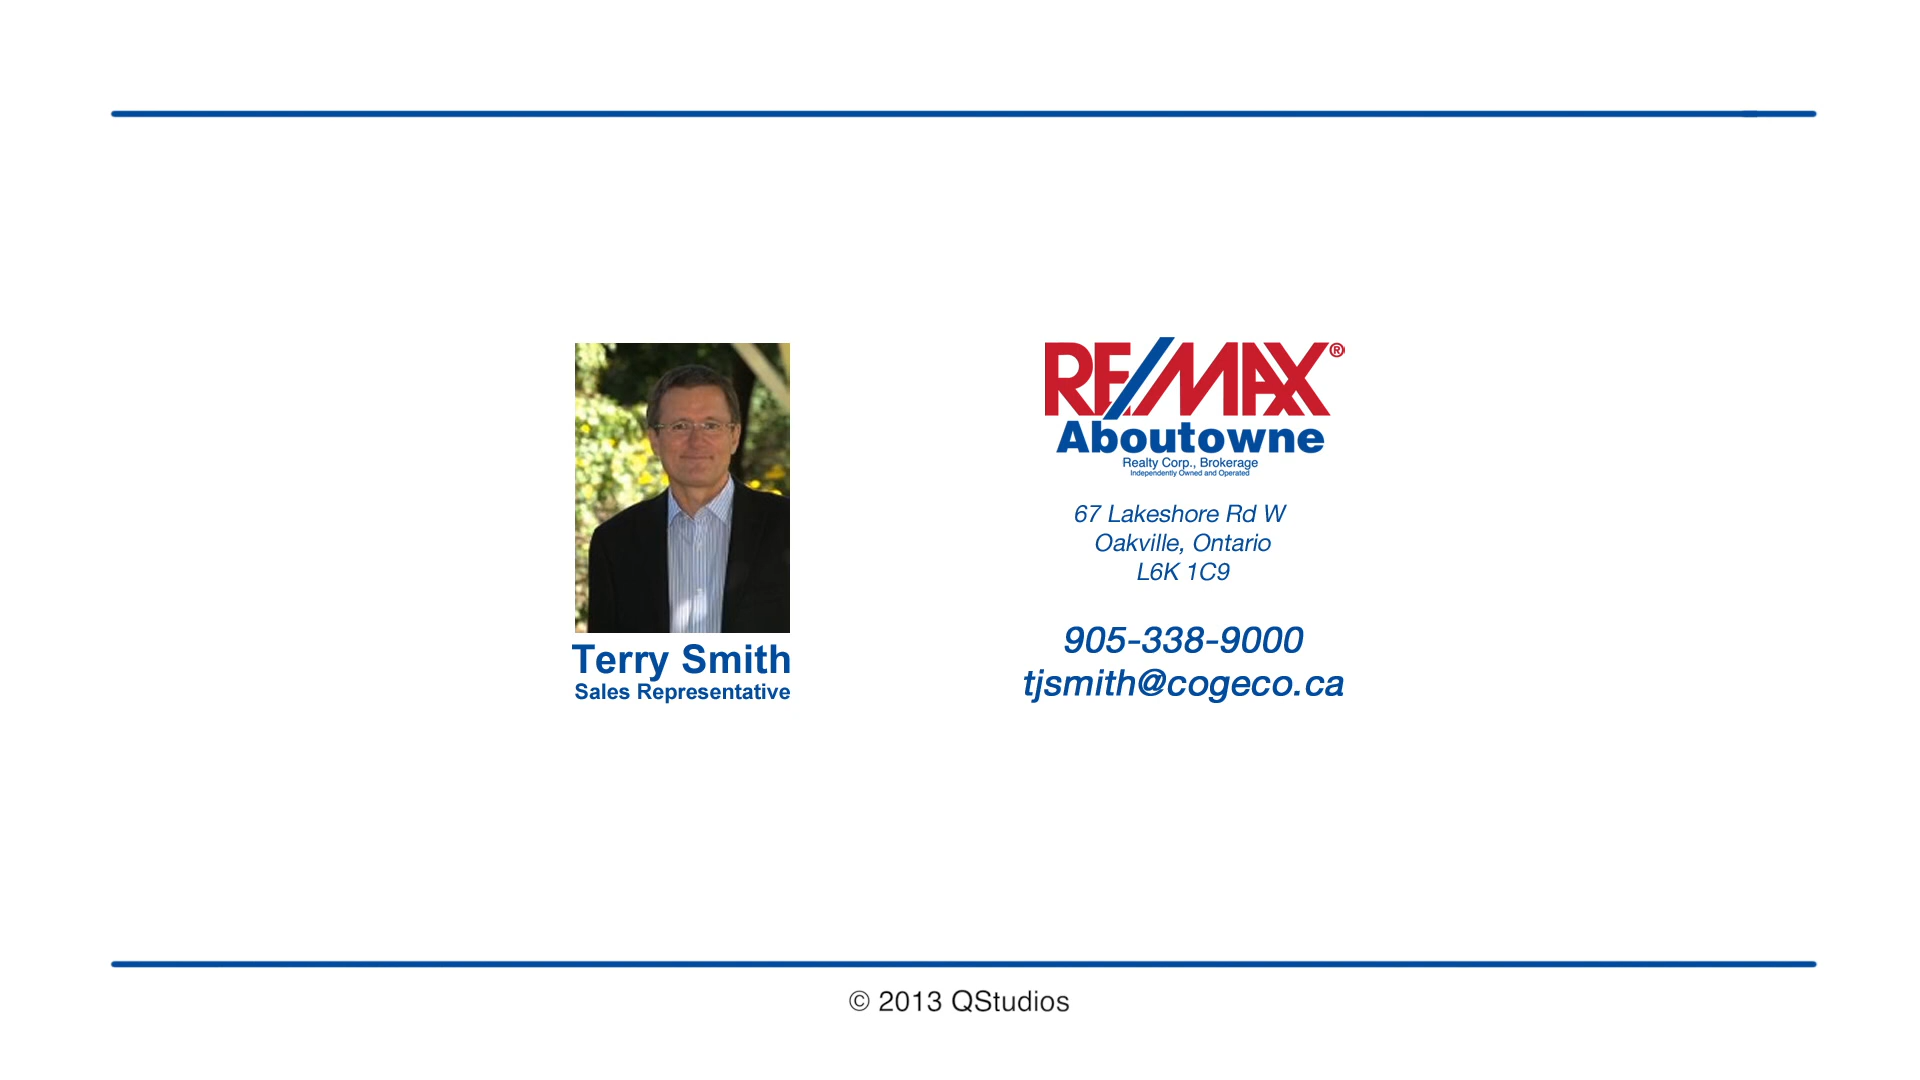 RE/MAX®
Aboutowne
Realty Corp., Brokerage
Independently Owned and Operated
67 Lakeshore Rd W
Oakville, Ontario
L6K 1C9
905-338-9000
tjsmith@cogeco.ca
Terry Smith
Sales Representative
© 2013 QStudios